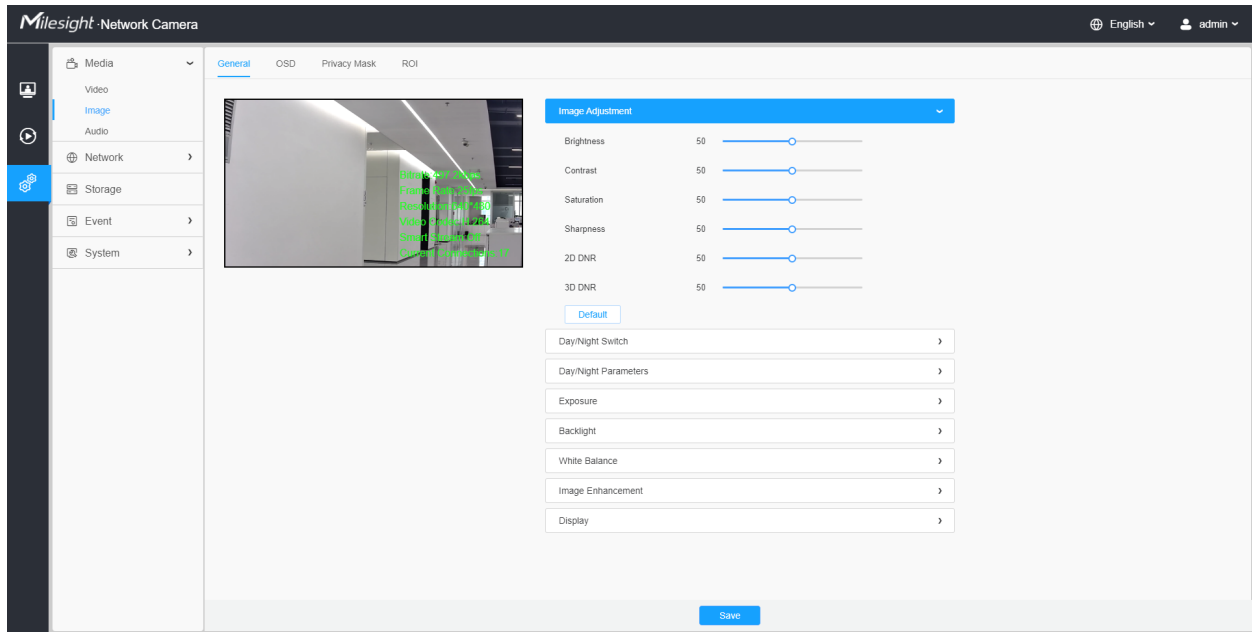 Milesight·Network Camera
English
admin
Media
Video
Image
Audio
Network
Storage
Event
System
General OSD Privacy Mask ROI
Frame Rate
Image Adjustment
Brightness 50
Contrast 50
Saturation 50
Sharpness 50
2D DNR 50
3D DNR 50
Default
Day/Night Switch
Day/Night Parameters
Exposure
Backlight
White Balance
Image Enhancement
Display
Save